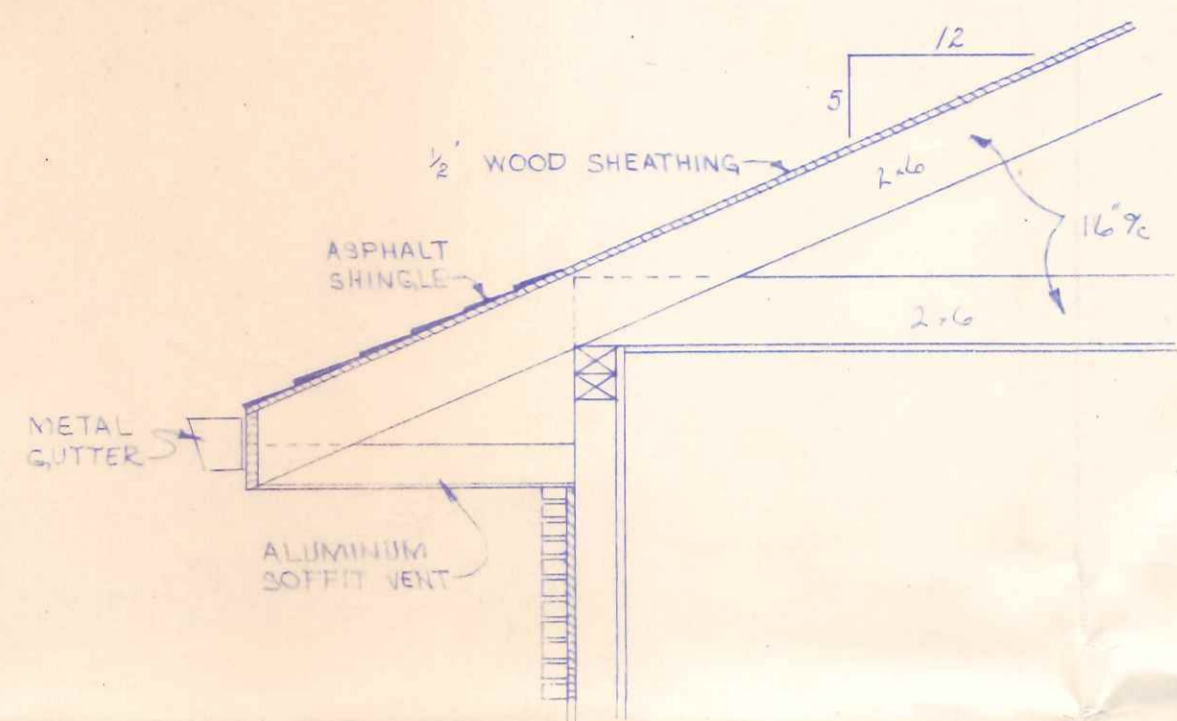 12
5
½" WOOD SHEATHING
2x6
16" o/c
ASPHALT
SHINGLE
2x6
METAL
GUTTER
ALUMINUM
SOFFIT VENT